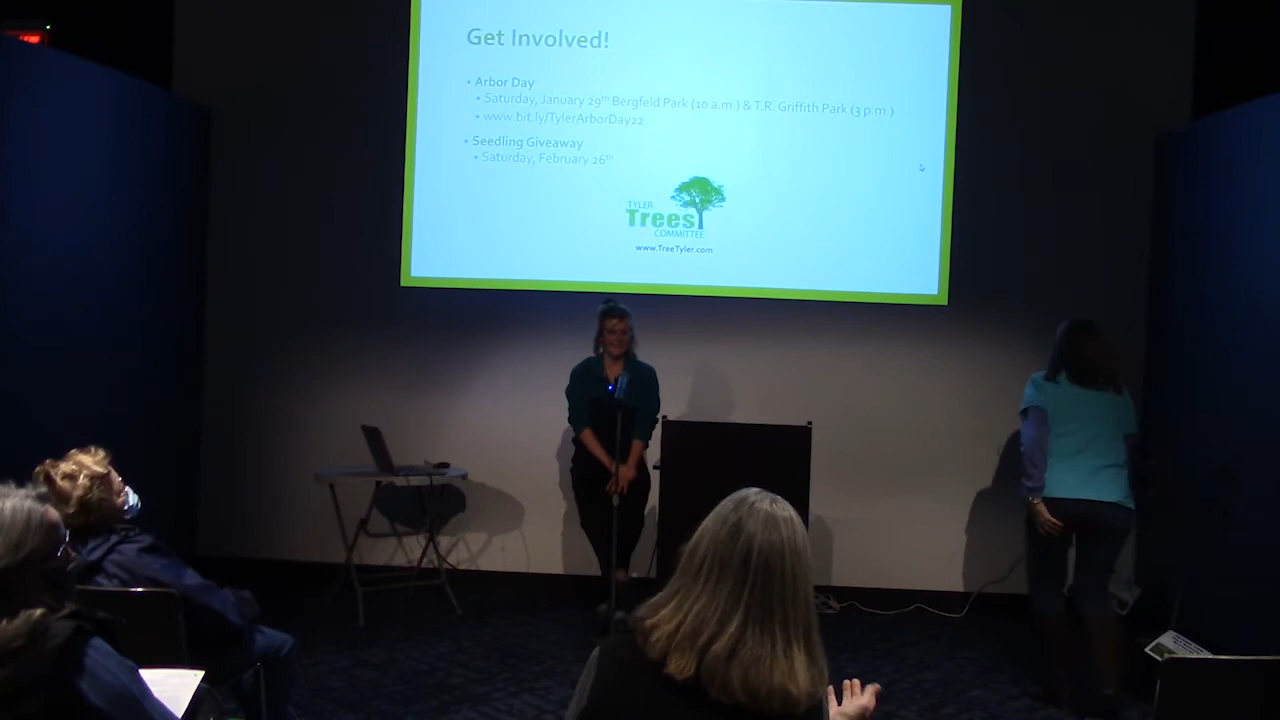 Get Involved!
• Arbor Day
• Saturday, January 29th Bergfeld Park (10 a.m.) & T.R. Griffith Park (3 p.m.)
• www.bit.ly/TylerArborDay22
• Seedling Giveaway
• Saturday, February 26th
TYLER
Trees
COMMITTEE
www.TreeTyler.com